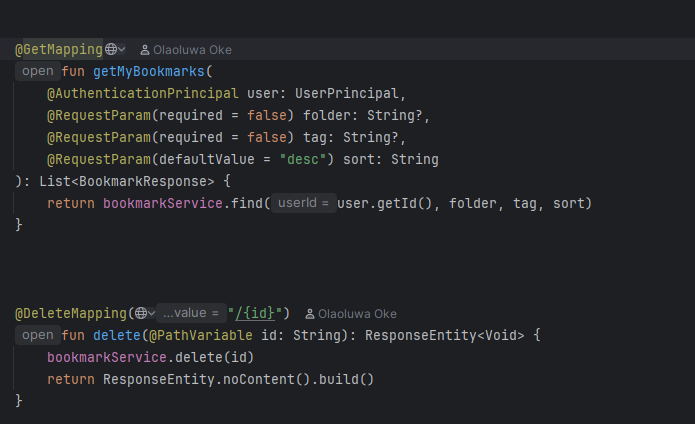 @GetMapping Olaoluwa Oke
open fun getMyBookmarks(
@AuthenticationPrincipal user: UserPrincipal,
@RequestParam(required = false) folder: String?,
@RequestParam(required = false) tag: String?,
@RequestParam(defaultValue = "desc") sort: String
): List<BookmarkResponse> {
return bookmarkService.find( userId = user.getId(), folder, tag, sort)
}
@DeleteMapping( ...value = "/{id}") Olaoluwa Oke
open fun delete(@PathVariable id: String): ResponseEntity<Void> {
bookmarkService.delete(id)
return ResponseEntity.noContent().build()
}